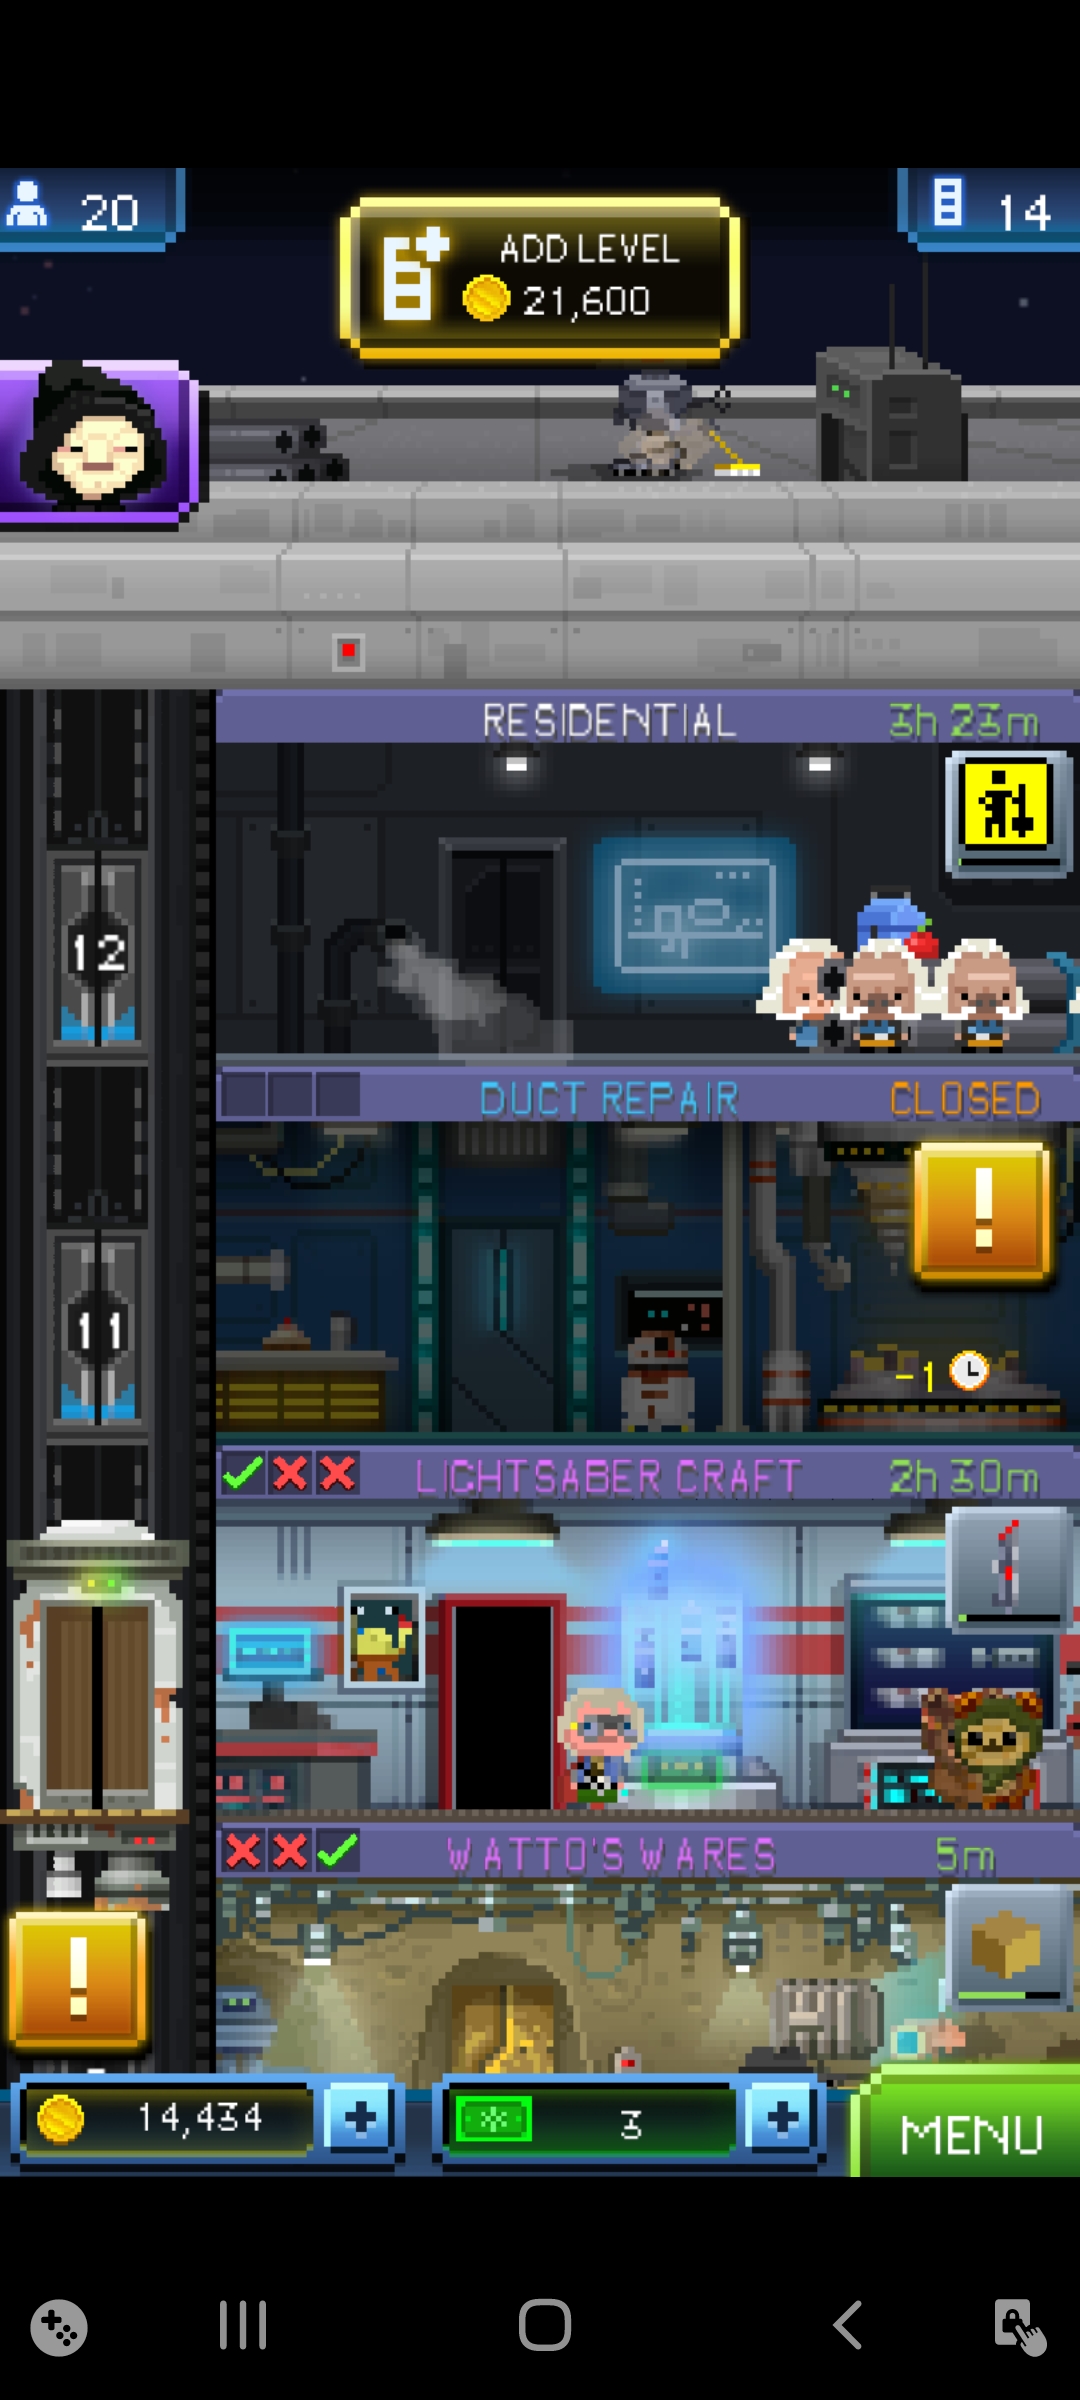 20
ADD LEVEL
21,600
14
RESIDENTIAL 3h 23m
12
DUCT REPAIR CLOSED
!
11
-1
LIGHTSABER CRAFT 2h 30m
WATTO'S WARES 5m
!
14,434
3
MENU